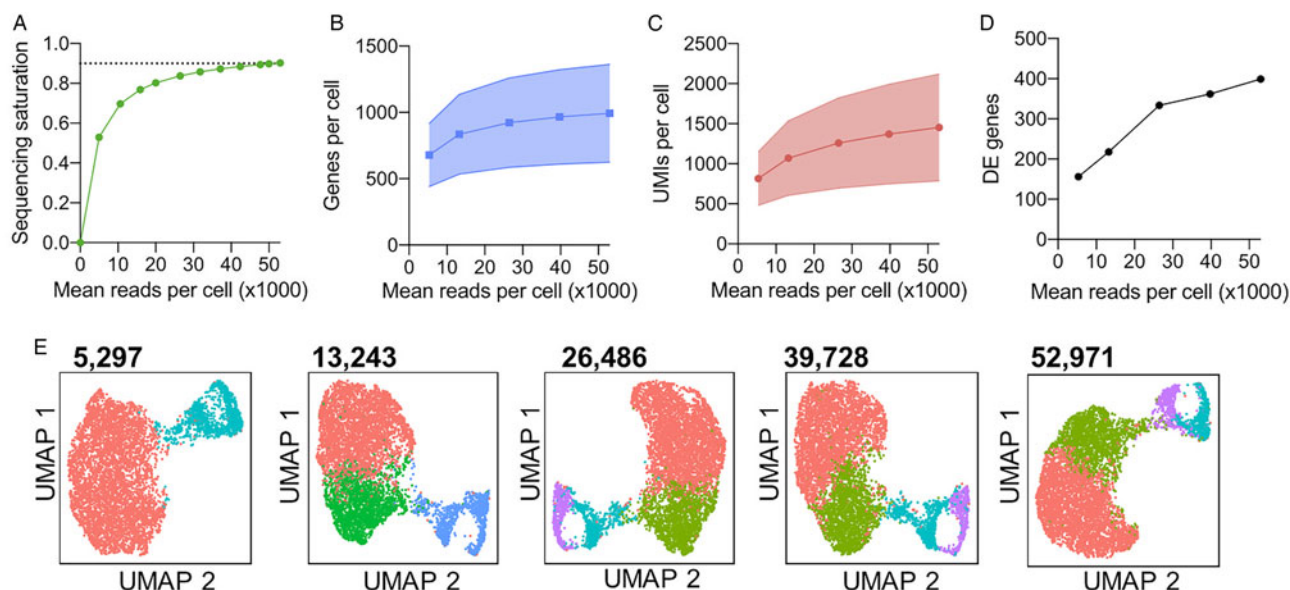 A
Sequencing saturation
1.0
0.8
0.6
0.4
0.2
0.0
0 10 20 30 40 50
Mean reads per cell (x1000)
B
Genes per cell
1500
1000
500
0
0 10 20 30 40 50
Mean reads per cell (x1000)
C
UMIs per cell
2500
2000
1500
1000
500
0
0 10 20 30 40 50
Mean reads per cell (x1000)
D
DE genes
500
400
300
200
100
0
0 10 20 30 40 50
Mean reads per cell (x1000)
E
5,297
UMAP 1
UMAP 2
13,243
UMAP 1
UMAP 2
26,486
UMAP 1
UMAP 2
39,728
UMAP 1
UMAP 2
52,971
UMAP 1
UMAP 2